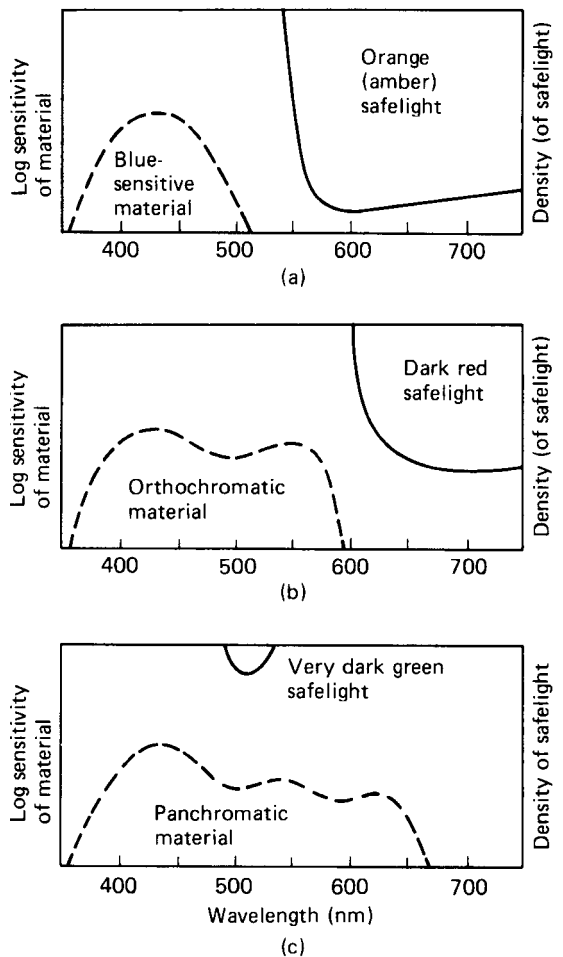 Log sensitivity
of material
Orange
(amber)
safelight
Blue-
sensitive
material
Density (of safelight)
400 500 600 700
(a)
Log sensitivity
of material
Dark red
safelight
Orthochromatic
material
Density (of safelight)
400 500 600 700
(b)
Log sensitivity
of material
Very dark green
safelight
Panchromatic
material
Density of safelight
400 500 600 700
Wavelength (nm)
(c)